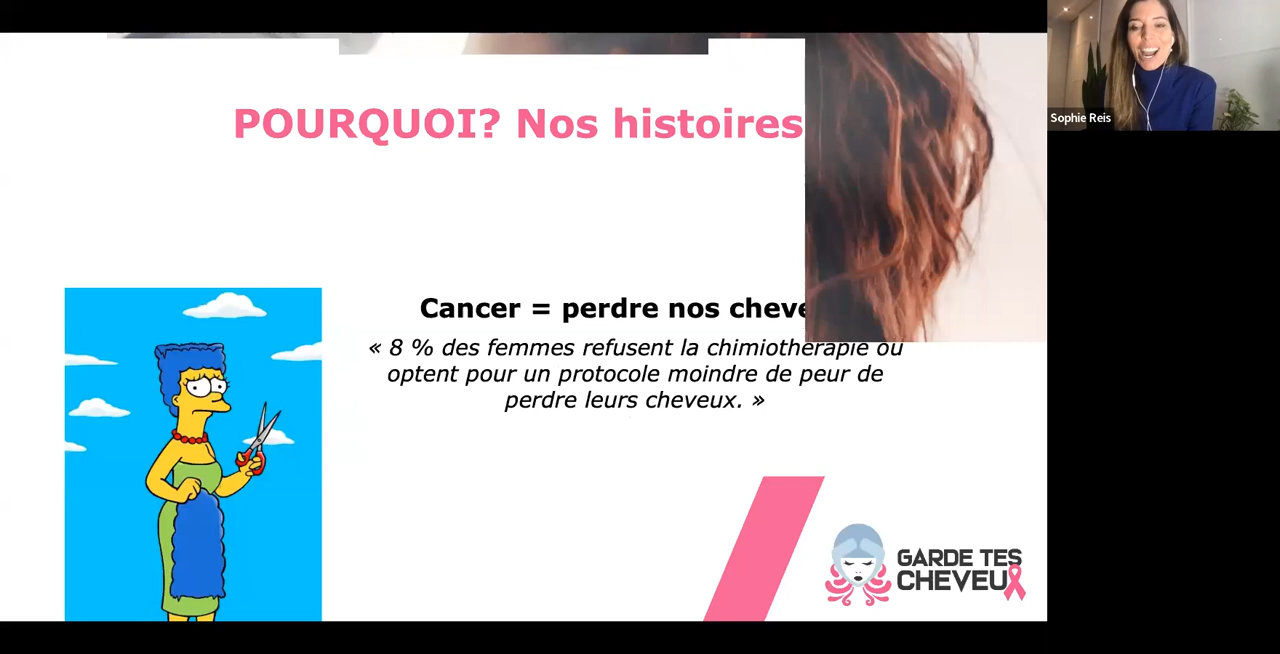 POURQUOI? Nos histoires
Sophie Reis
Cancer = perdre nos cheve
« 8 % des femmes refusent la chimiothérapie ou
optent pour un protocole moindre de peur de
perdre leurs cheveux. »
GARDE TES
CHEVEUX